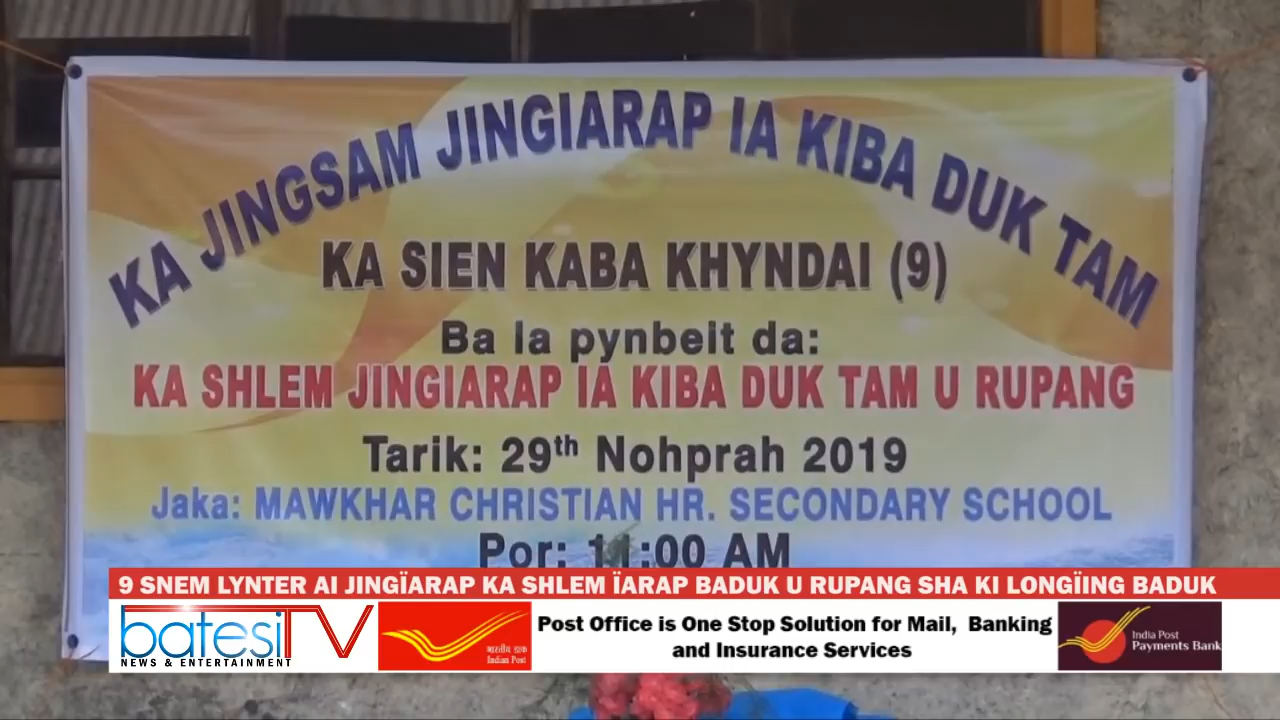 KA JINGSAM JINGIARAP IA KIBA DUK TAM
KA SIEN KABA KHYNDAI (9)
Ba la pynbeit da:
KA SHLEM JINGIARAP IA KIBA DUK TAM U RUPANG
Tarik: 29th Nohprah 2019
Jaka: MAWKHAR CHRISTIAN HR. SECONDARY SCHOOL
Por: 11:00 AM
9 SNEM LYNTER AI JINGÏARAP KA SHLEM ÏARAP BADUK U RUPANG SHA KI LONGÏING BADUK
batesi TV
NEWS & ENTERTAINMENT
भारतीय डाक
Indian Post
Post Office is One Stop Solution for Mail, Banking
and Insurance Services
India Post
Payments Bank